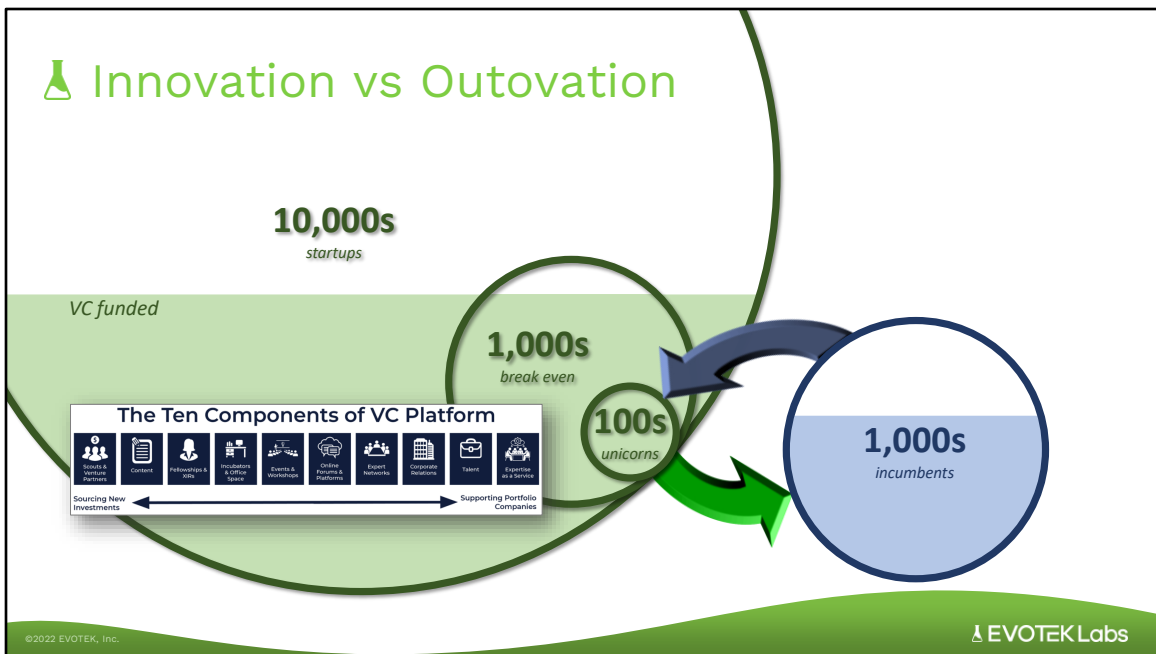 Innovation vs Outovation
10,000s
startups
VC funded
1,000s
break even
100s
unicorns
1,000s
incumbents
The Ten Components of VC Platform
Scouts &
Venture
Partners
Content
Fellowships &
XIRs
Incubators
& Office
Space
Events &
Workshops
Online
Forums &
Platforms
Expert
Networks
Corporate
Relations
Talent
Expertise
as a Service
Sourcing New
Investments
Supporting Portfolio
Companies
©2022 EVOTEK, Inc.
EVOTEK Labs